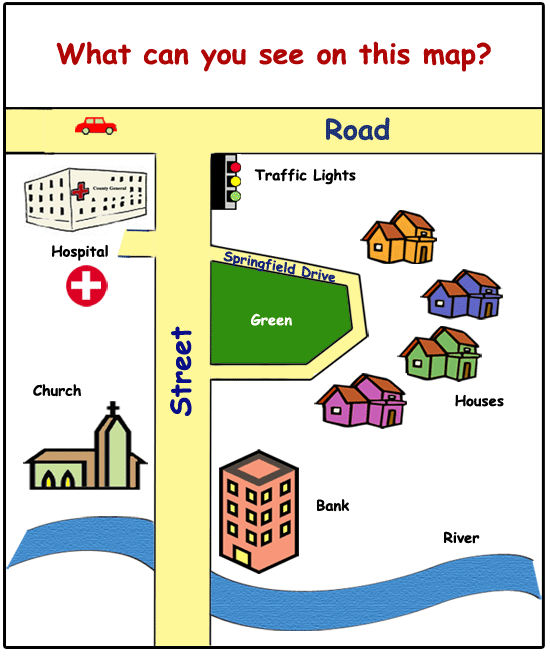 What can you see on this map?
Road
Traffic Lights
County General
Hospital
Springfield Drive
Green
Street
Church
Houses
Bank
River